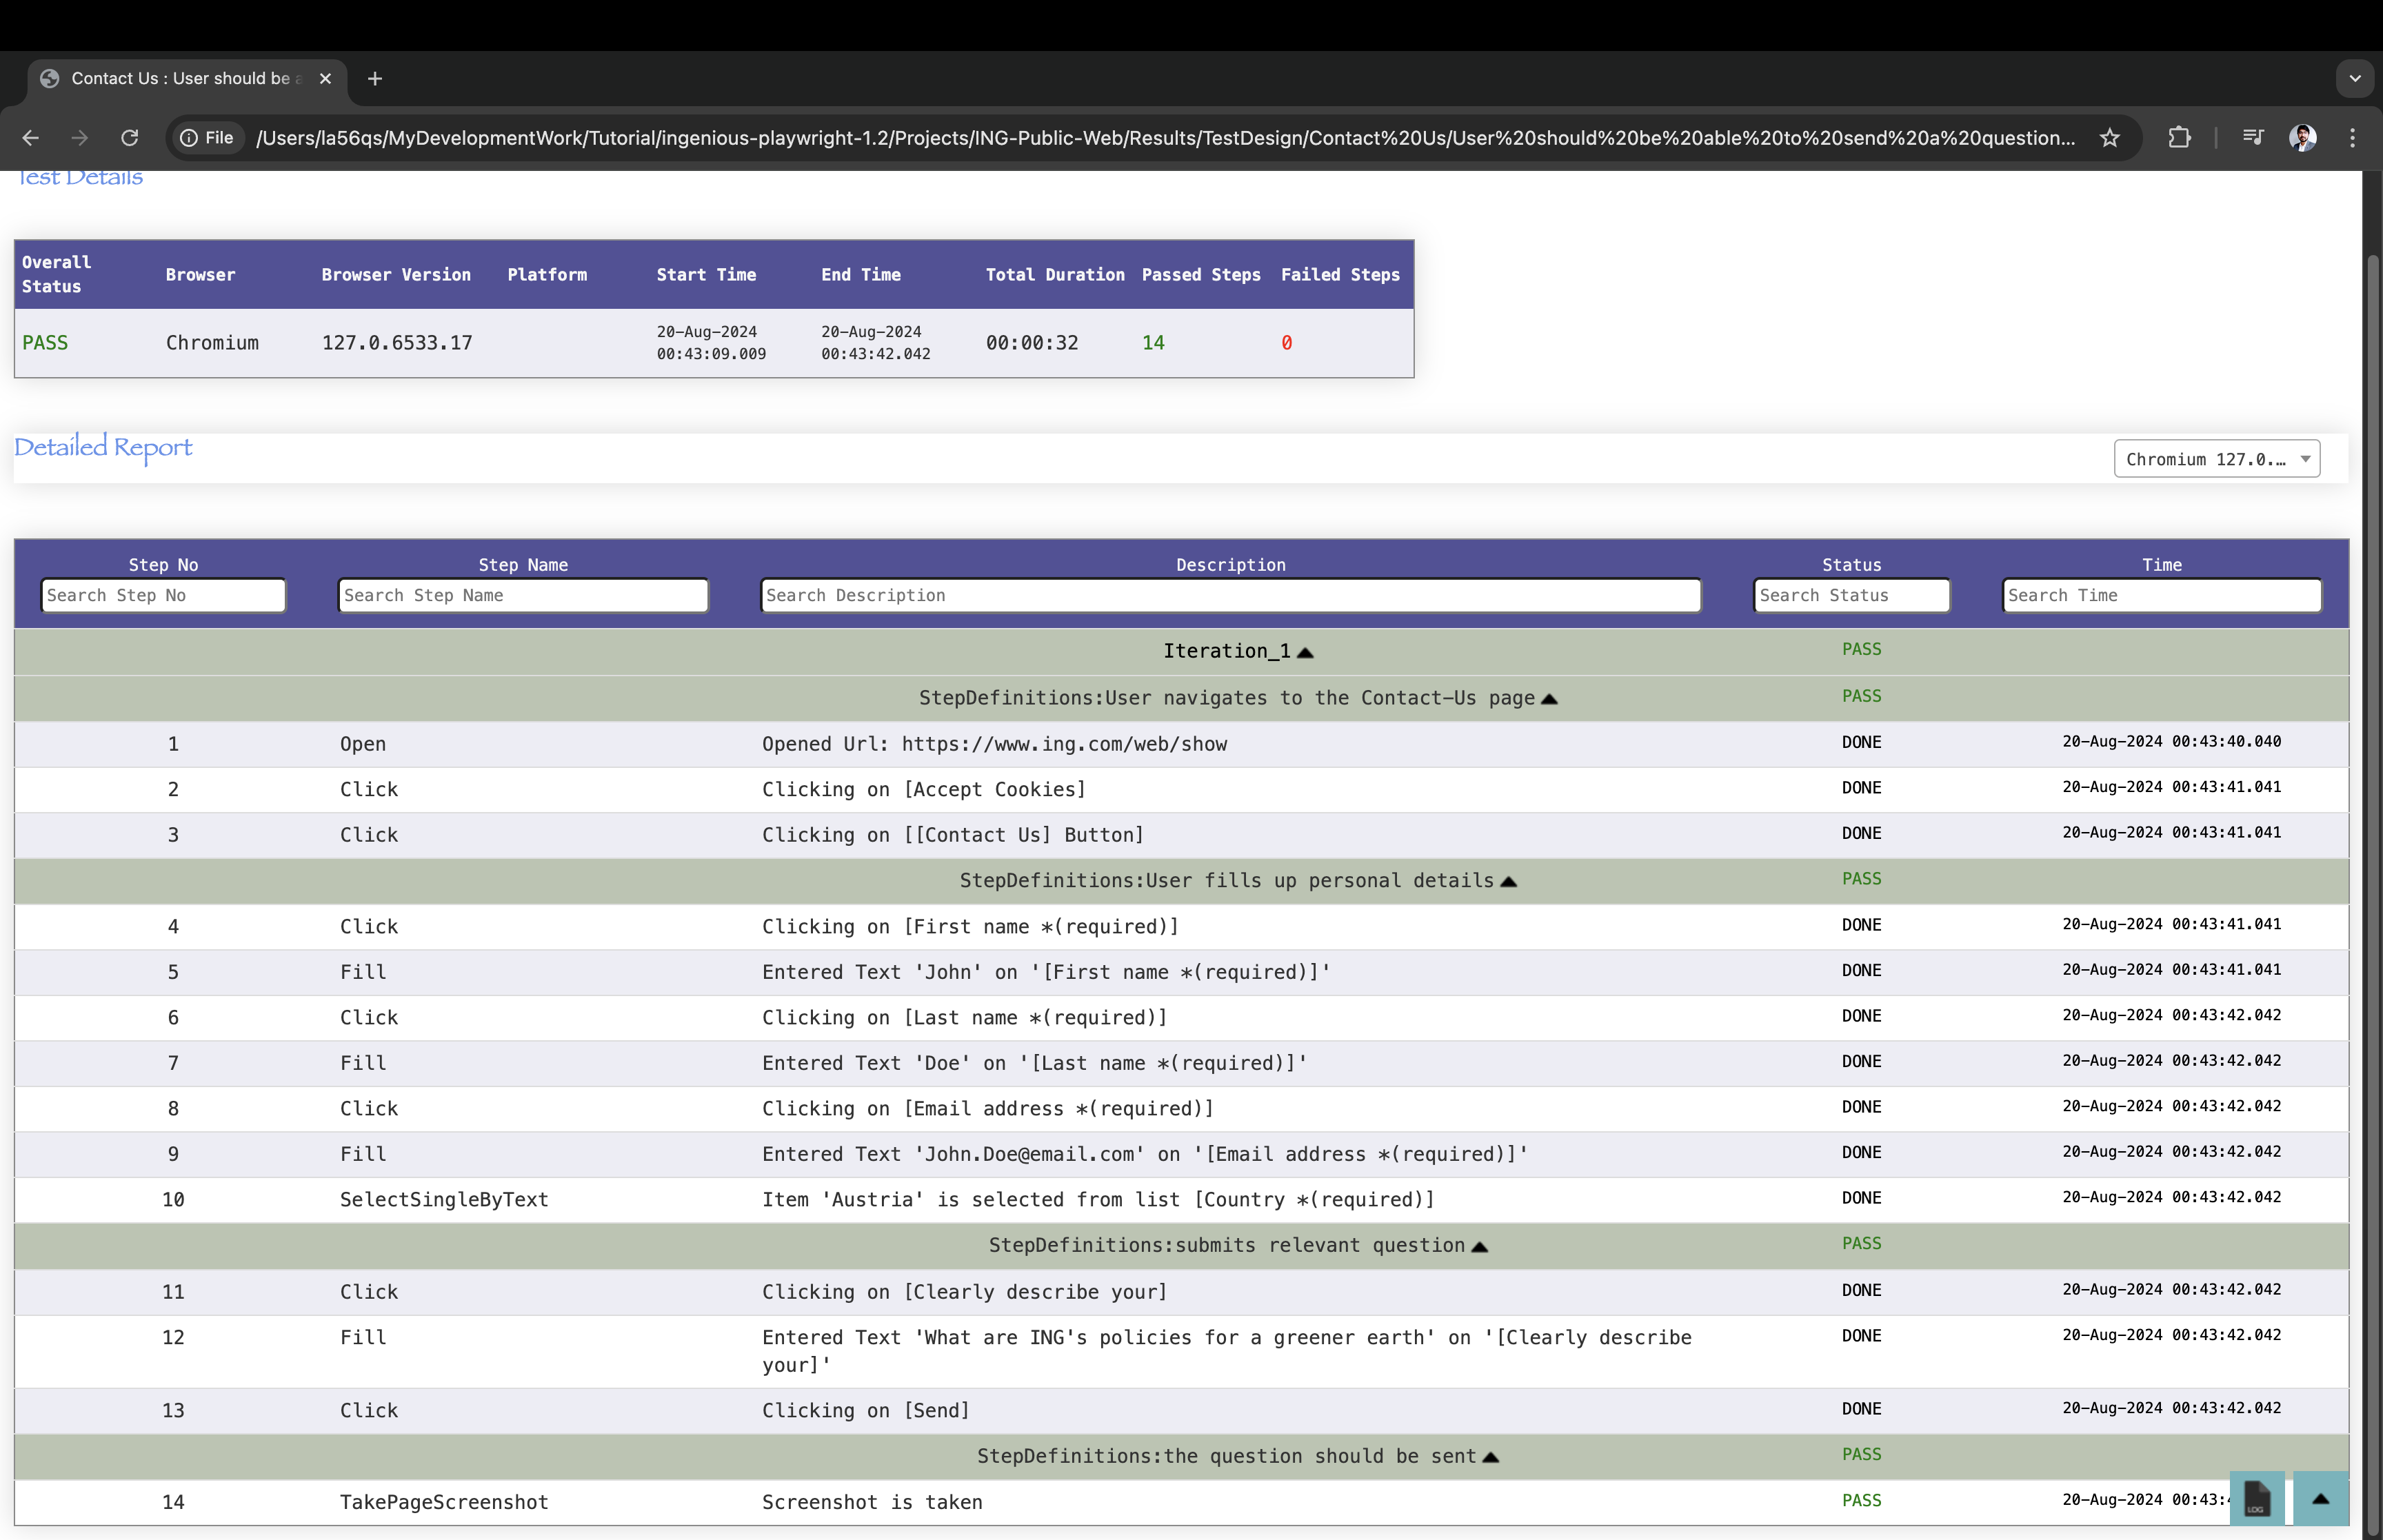 Contact Us : User should be a
File /Users/la56qs/MyDevelopmentWork/Tutorial/ingenious-playwright-1.2/Projects/ING-Public-Web/Results/TestDesign/Contact%20Us/User%20should%20be%20able%20to%20send%20a%20question...
Test Details
Overall Status Browser Browser Version Platform Start Time End Time Total Duration Passed Steps Failed Steps
PASS Chromium 127.0.6533.17 20-Aug-2024 00:43:09.009 20-Aug-2024 00:43:42.042 00:00:32 14 0
Detailed Report Chromium 127.0....
Step No Step Name Description Status Time
Search Step No Search Step Name Search Description Search Status Search Time
Iteration_1 PASS
StepDefinitions:User navigates to the Contact-Us page PASS
1 Open Opened Url: https://www.ing.com/web/show DONE 20-Aug-2024 00:43:40.040
2 Click Clicking on [Accept Cookies] DONE 20-Aug-2024 00:43:41.041
3 Click Clicking on [[Contact Us] Button] DONE 20-Aug-2024 00:43:41.041
StepDefinitions:User fills up personal details PASS
4 Click Clicking on [First name *(required)] DONE 20-Aug-2024 00:43:41.041
5 Fill Entered Text 'John' on '[First name *(required)]' DONE 20-Aug-2024 00:43:41.041
6 Click Clicking on [Last name *(required)] DONE 20-Aug-2024 00:43:42.042
7 Fill Entered Text 'Doe' on '[Last name *(required)]' DONE 20-Aug-2024 00:43:42.042
8 Click Clicking on [Email address *(required)] DONE 20-Aug-2024 00:43:42.042
9 Fill Entered Text 'John.Doe@email.com' on '[Email address *(required)]' DONE 20-Aug-2024 00:43:42.042
10 SelectSingleByText Item 'Austria' is selected from list [Country *(required)] DONE 20-Aug-2024 00:43:42.042
StepDefinitions:submits relevant question PASS
11 Click Clicking on [Clearly describe your] DONE 20-Aug-2024 00:43:42.042
12 Fill Entered Text 'What are ING's policies for a greener earth' on '[Clearly describe DONE 20-Aug-2024 00:43:42.042
your]'
13 Click Clicking on [Send] DONE 20-Aug-2024 00:43:42.042
StepDefinitions:the question should be sent PASS
14 TakePageScreenshot Screenshot is taken PASS 20-Aug-2024 00:43:
LOG